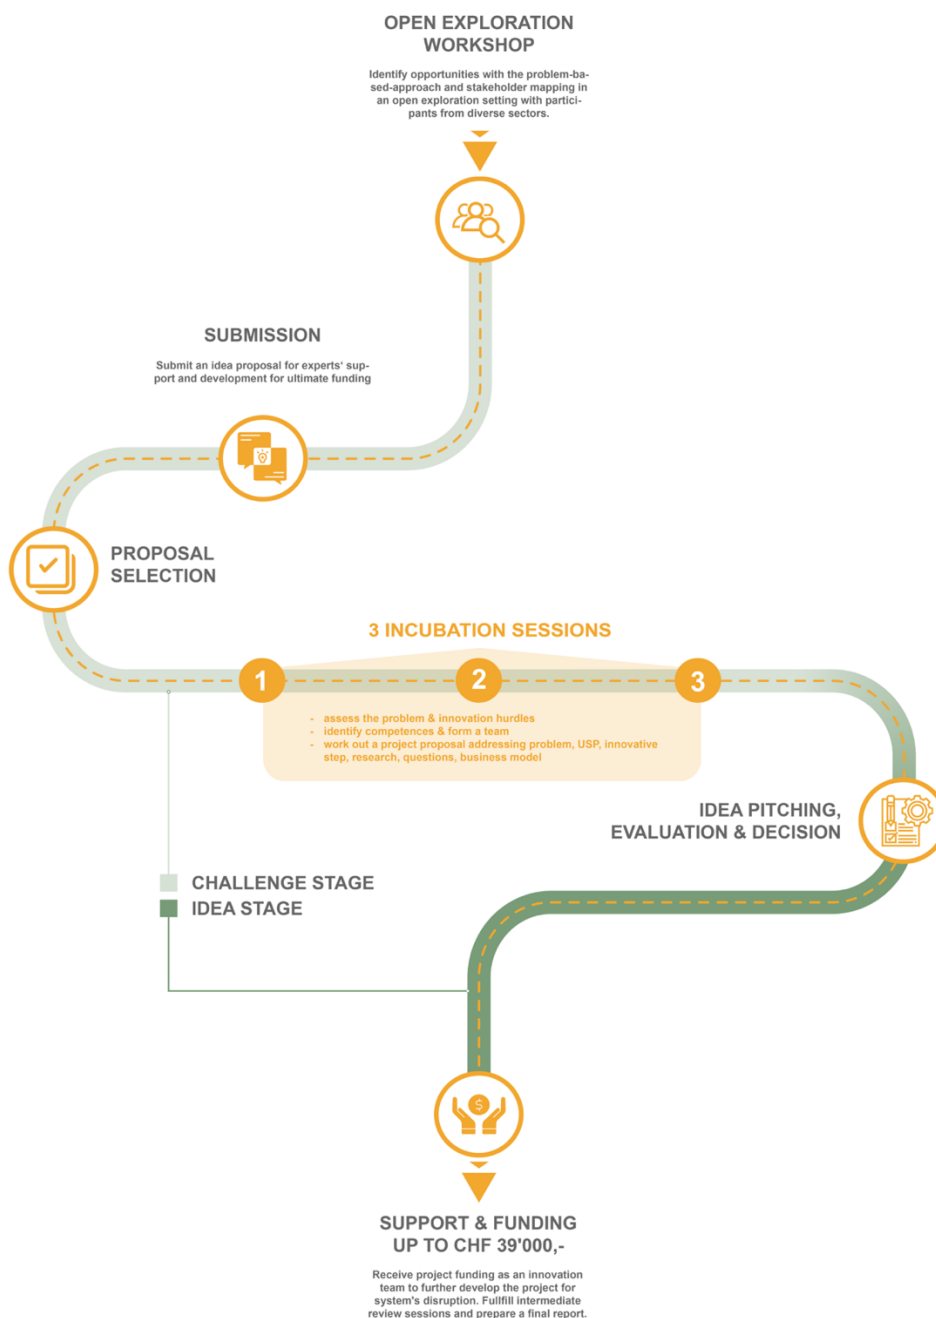 OPEN EXPLORATION
WORKSHOP
Identify opportunities with the problem-ba-
sed-approach and stakeholder mapping in
an open exploration setting with partici-
pants from diverse sectors.
SUBMISSION
Submit an idea proposal for experts' sup-
port and development for ultimate funding
PROPOSAL
SELECTION
3 INCUBATION SESSIONS
1
2
3
- assess the problem & innovation hurdles
- identify competences & form a team
- work out a project proposal addressing problem, USP, innovative
step, research, questions, business model
IDEA PITCHING,
EVALUATION & DECISION
CHALLENGE STAGE
IDEA STAGE
$
SUPPORT & FUNDING
UP TO CHF 39'000,-
Receive project funding as an innovation
team to further develop the project for
system's disruption. Fullfill intermediate
review sessions and prepare a final report.